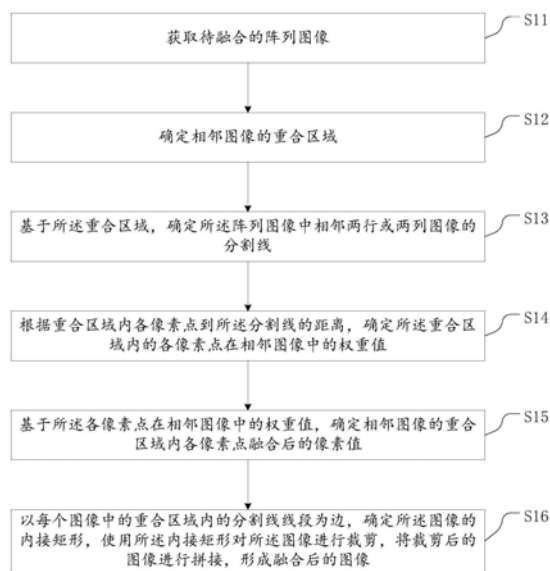 S11
获取待融合的阵列图像
S12
确定相邻图像的重合区域
S13
基于所述重合区域，确定所述阵列图像中相邻两行或两列图像的
分割线
S14
根据重合区域内各像素点到所述分割线的距离，确定所述重合区
域内的各像素点在相邻图像中的权重值
S15
基于所述各像素点在相邻图像中的权重值，确定相邻图像的重合
区域内各像素点融合后的像素值
S16
以每个图像中的重合区域内的分割线线段为边，确定所述图像的
内接矩形，使用所述内接矩形对所述图像进行裁剪，将裁剪后的
图像进行拼接，形成融合后的图像